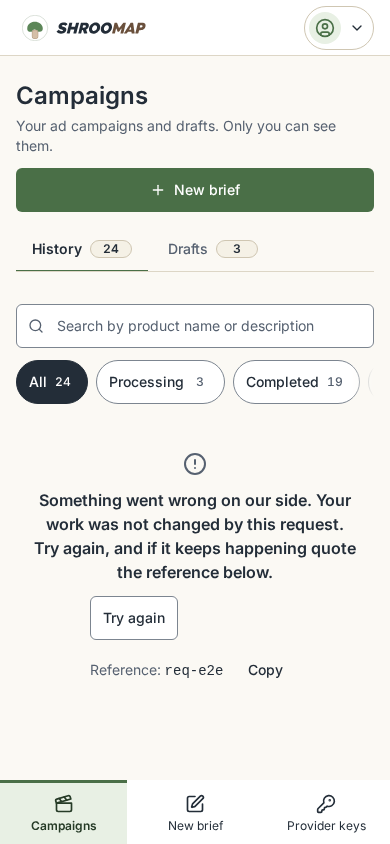 SHROOMAP
Campaigns
Your ad campaigns and drafts. Only you can see
them.
New brief
History 24 Drafts 3
Search by product name or description
All 24 Processing 3 Completed 19
Something went wrong on our side. Your
work was not changed by this request.
Try again, and if it keeps happening quote
the reference below.
Try again
Reference: req-e2e Copy
Campaigns New brief Provider keys